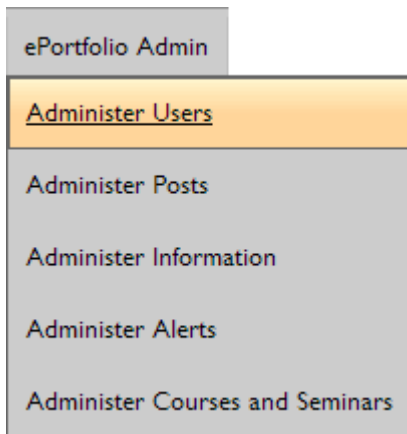 ePortfolio Admin
Administer Users
Administer Posts
Administer Information
Administer Alerts
Administer Courses and Seminars